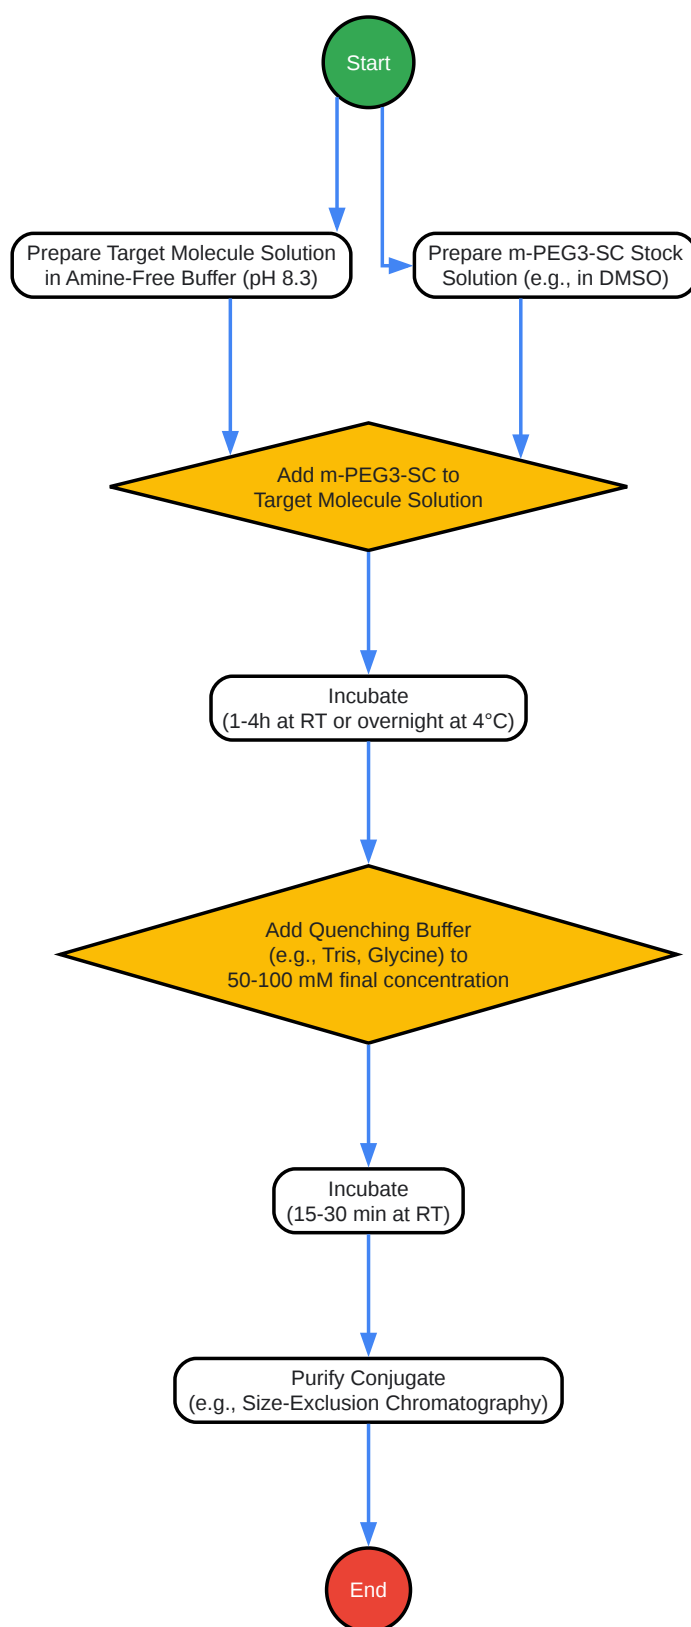 Start
Prepare Target Molecule Solution
in Amine-Free Buffer (pH 8.3)
Prepare m-PEG3-SC Stock
Solution (e.g., in DMSO)
Add m-PEG3-SC to
Target Molecule Solution
Incubate
(1-4h at RT or overnight at 4°C)
Add Quenching Buffer
(e.g., Tris, Glycine) to
50-100 mM final concentration
Incubate
(15-30 min at RT)
Purify Conjugate
(e.g., Size-Exclusion Chromatography)
End